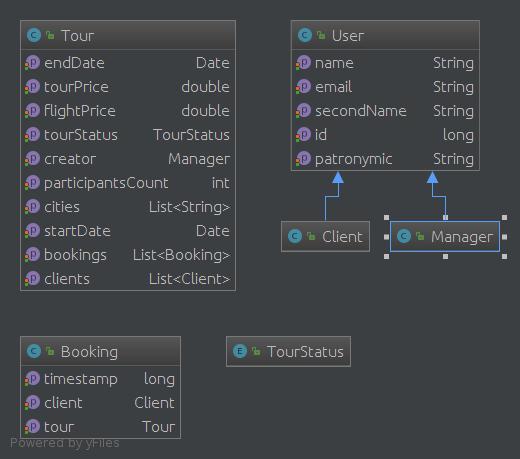 Tour
endDate Date
tourPrice double
flightPrice double
tourStatus TourStatus
creator Manager
participantsCount int
cities List<String>
startDate Date
bookings List<Booking>
clients List<Client>
User
name String
email String
secondName String
id long
patronymic String
Client
Manager
Booking
timestamp long
client Client
tour Tour
TourStatus
Powered by yFiles